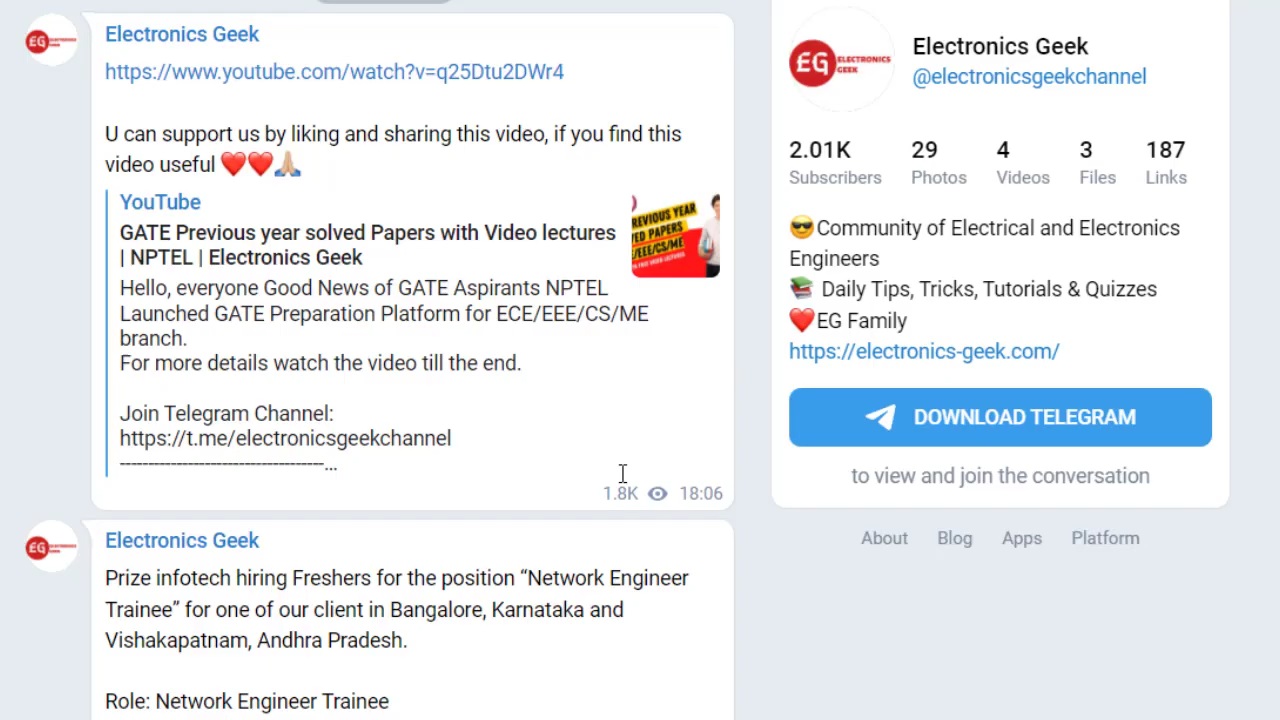 Electronics Geek
https://www.youtube.com/watch?v=q25Dtu2DWr4
U can support us by liking and sharing this video, if you find this
video useful ❤️❤️🙏🏼
YouTube
GATE Previous year solved Papers with Video lectures
| NPTEL | Electronics Geek
Hello, everyone Good News of GATE Aspirants NPTEL
Launched GATE Preparation Platform for ECE/EEE/CS/ME
branch.
For more details watch the video till the end.
Join Telegram Channel:
https://t.me/electronicsgeekchannel
------------------------------------...
1.8K 18:06
Electronics Geek
Prize infotech hiring Freshers for the position “Network Engineer
Trainee” for one of our client in Bangalore, Karnataka and
Vishakapatnam, Andhra Pradesh.
Role: Network Engineer Trainee
EG ELECTRONICS
GEEK
Electronics Geek
@electronicsgeekchannel
2.01K 29 4 3 187
Subscribers Photos Videos Files Links
😎Community of Electrical and Electronics
Engineers
📚 Daily Tips, Tricks, Tutorials & Quizzes
❤️EG Family
https://electronics-geek.com/
DOWNLOAD TELEGRAM
to view and join the conversation
About Blog Apps Platform